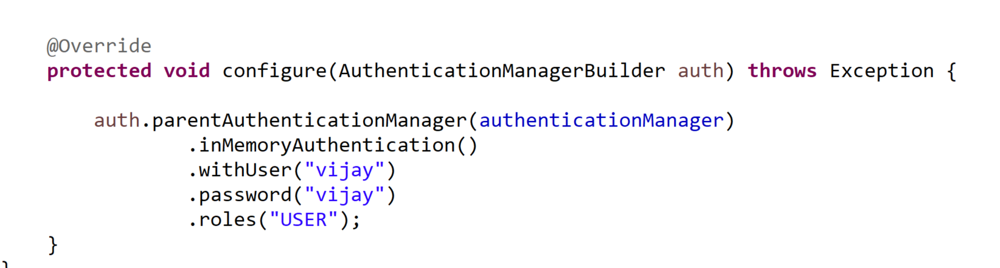 @Override
protected void configure(AuthenticationManagerBuilder auth) throws Exception {
auth.parentAuthenticationManager(authenticationManager)
.inMemoryAuthentication()
.withUser("vijay")
.password("vijay")
.roles("USER");
}
}